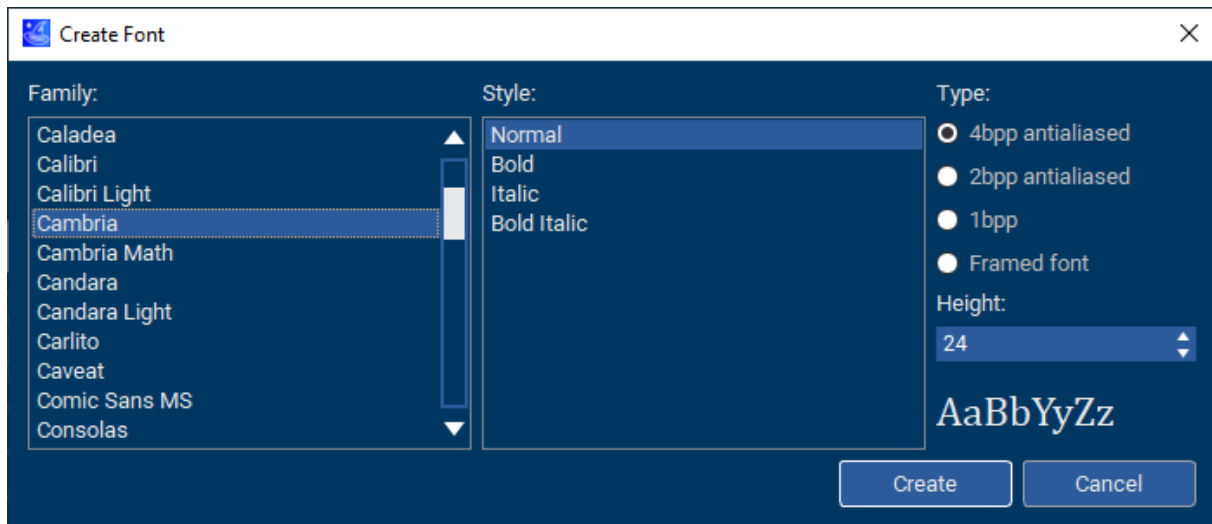 Create Font
Family:
Caladea
Calibri
Calibri Light
Cambria
Cambria Math
Candara
Candara Light
Carlito
Caveat
Comic Sans MS
Consolas
Style:
Normal
Bold
Italic
Bold Italic
Type:
4bpp antialiased
2bpp antialiased
1bpp
Framed font
Height:
24
AaBbYyZz
Create
Cancel